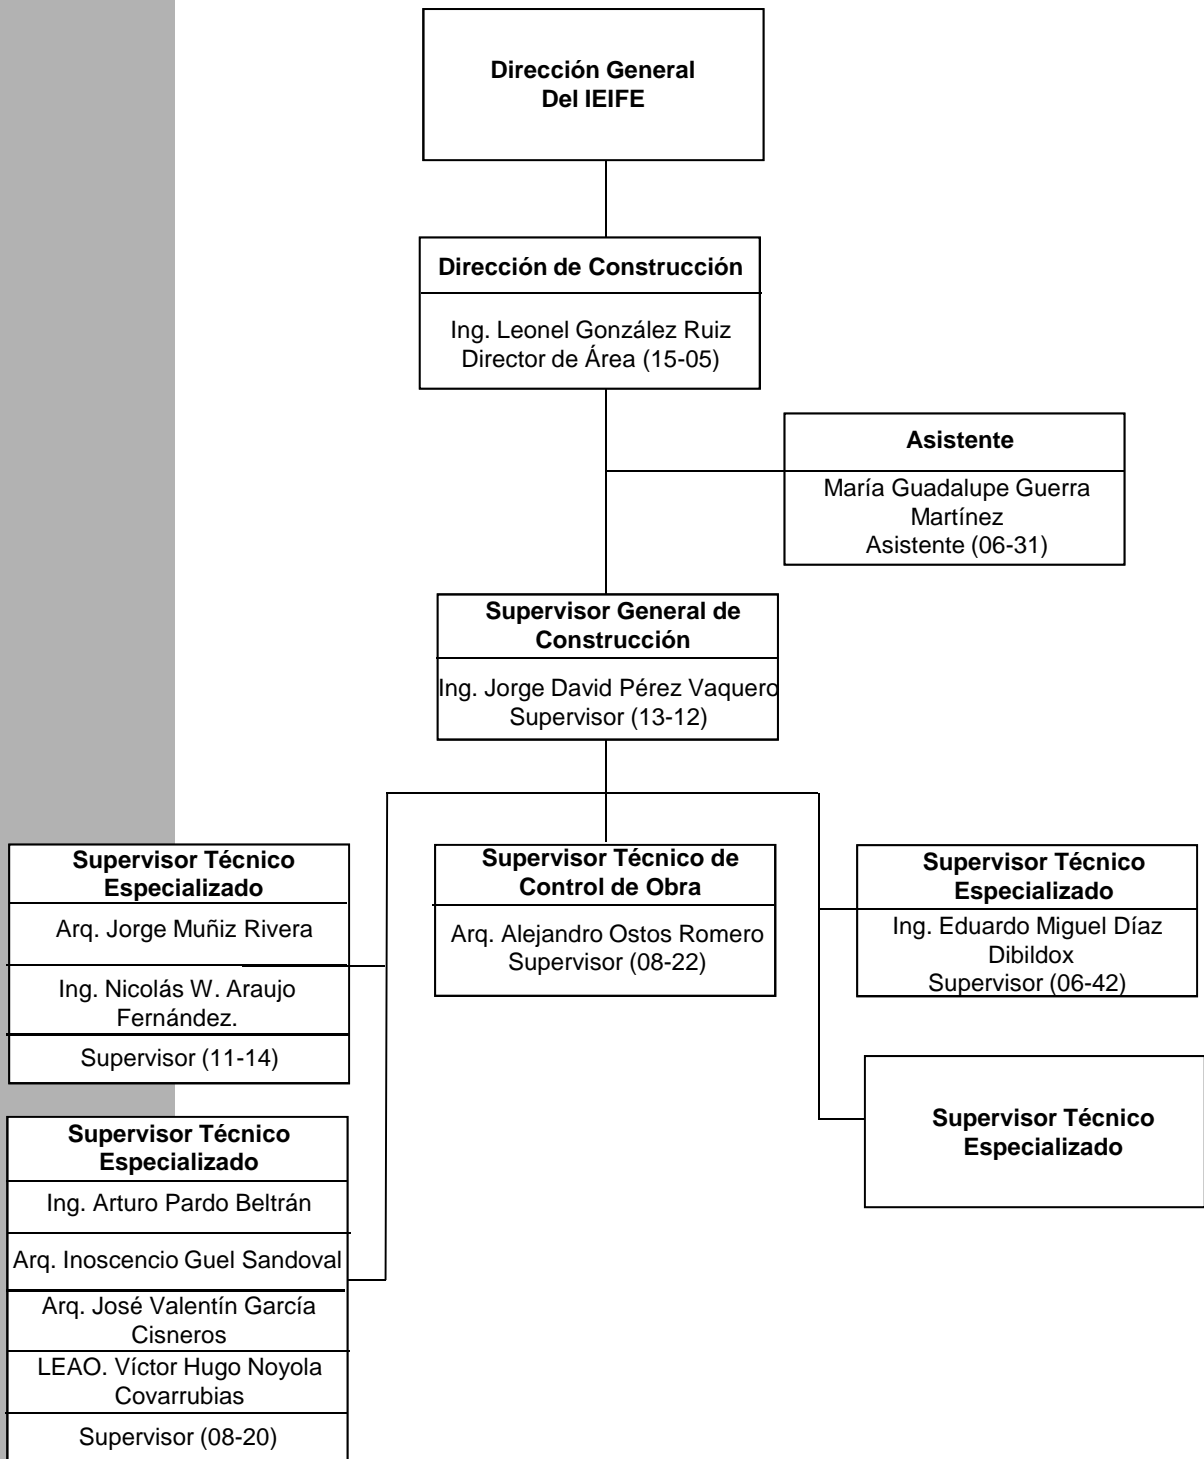 Dirección General
Del IEIFE
Dirección de Construcción
Ing. Leonel González Ruiz
Director de Área (15-05)
Asistente
María Guadalupe Guerra
Martínez
Asistente (06-31)
Supervisor General de
Construcción
Ing. Jorge David Pérez Vaquero
Supervisor (13-12)
Supervisor Técnico
Especializado
Arq. Jorge Muñiz Rivera
Ing. Nicolás W. Araujo
Fernández.
Supervisor (11-14)
Supervisor Técnico de
Control de Obra
Arq. Alejandro Ostos Romero
Supervisor (08-22)
Supervisor Técnico
Especializado
Ing. Eduardo Miguel Díaz
Dibildox
Supervisor (06-42)
Supervisor Técnico
Especializado
Ing. Arturo Pardo Beltrán
Arq. Inoscencio Guel Sandoval
Arq. José Valentín García
Cisneros
LEAO. Víctor Hugo Noyola
Covarrubias
Supervisor (08-20)
Supervisor Técnico
Especializado